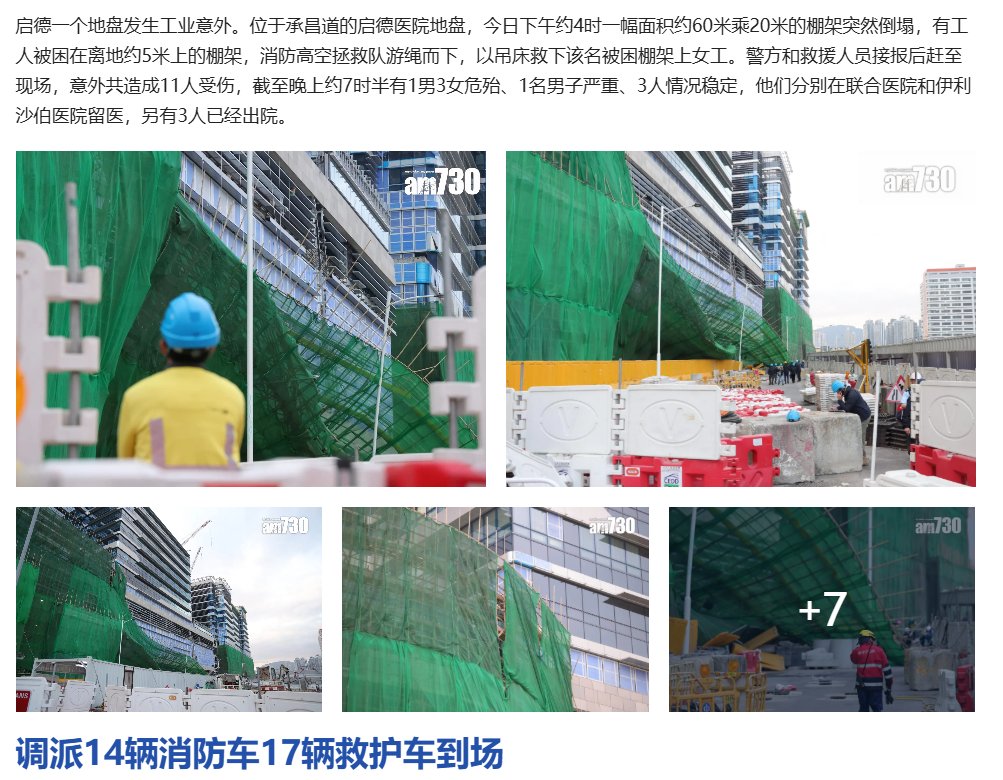 启德一个地盘发生工业意外。位于承昌道的启德医院地盘，今日下午约4时一幅面积约60米乘20米的棚架突然倒塌，有工
人被困在离地约5米上的棚架，消防高空拯救队游绳而下，以吊床救下该名被困棚架上女工。警方和救援人员接报后赶至
现场，意外共造成11人受伤，截至晚上约7时半有1男3女危殆、1名男子严重、3人情况稳定，他们分别在联合医院和伊利
沙伯医院留医，另有3人已经出院。
am730
am730
V
V
CEDD
am730
am730
am730
+7
调派14辆消防车17辆救护车到场